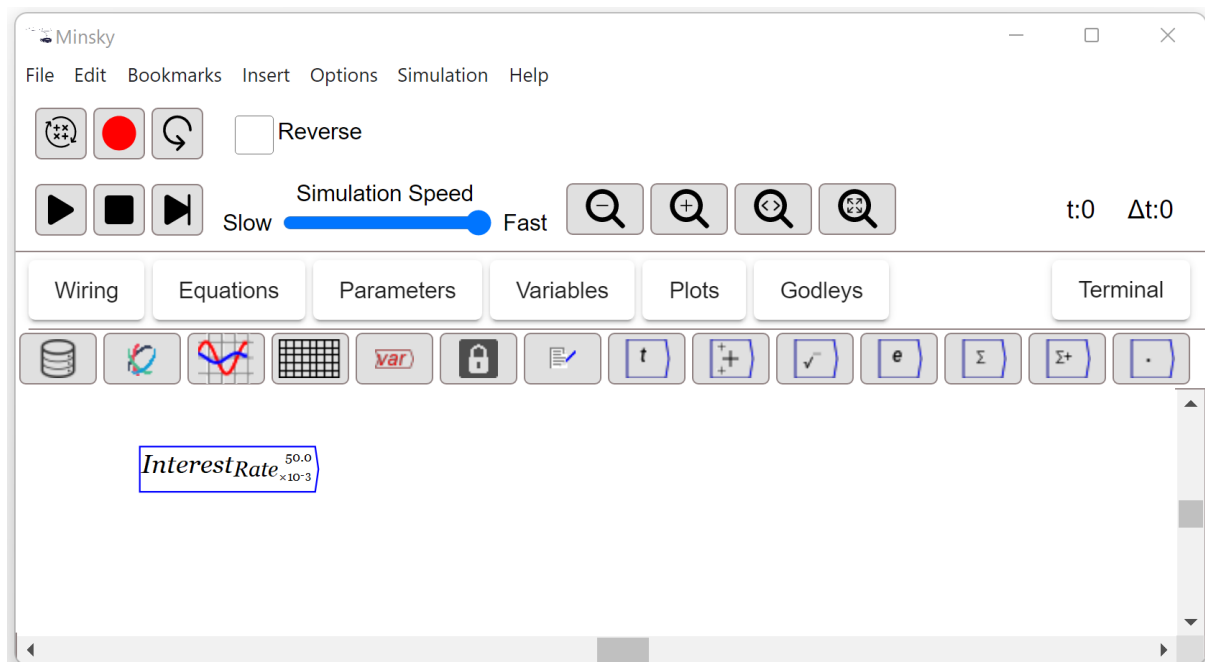 Minsky
File Edit Bookmarks Insert Options Simulation Help
Reverse
Simulation Speed
Slow Fast t:0 Δt:0
Wiring Equations Parameters Variables Plots Godleys Terminal
var t + + + √ e Σ Σ+ .
InterestRate 50.0
×10-3